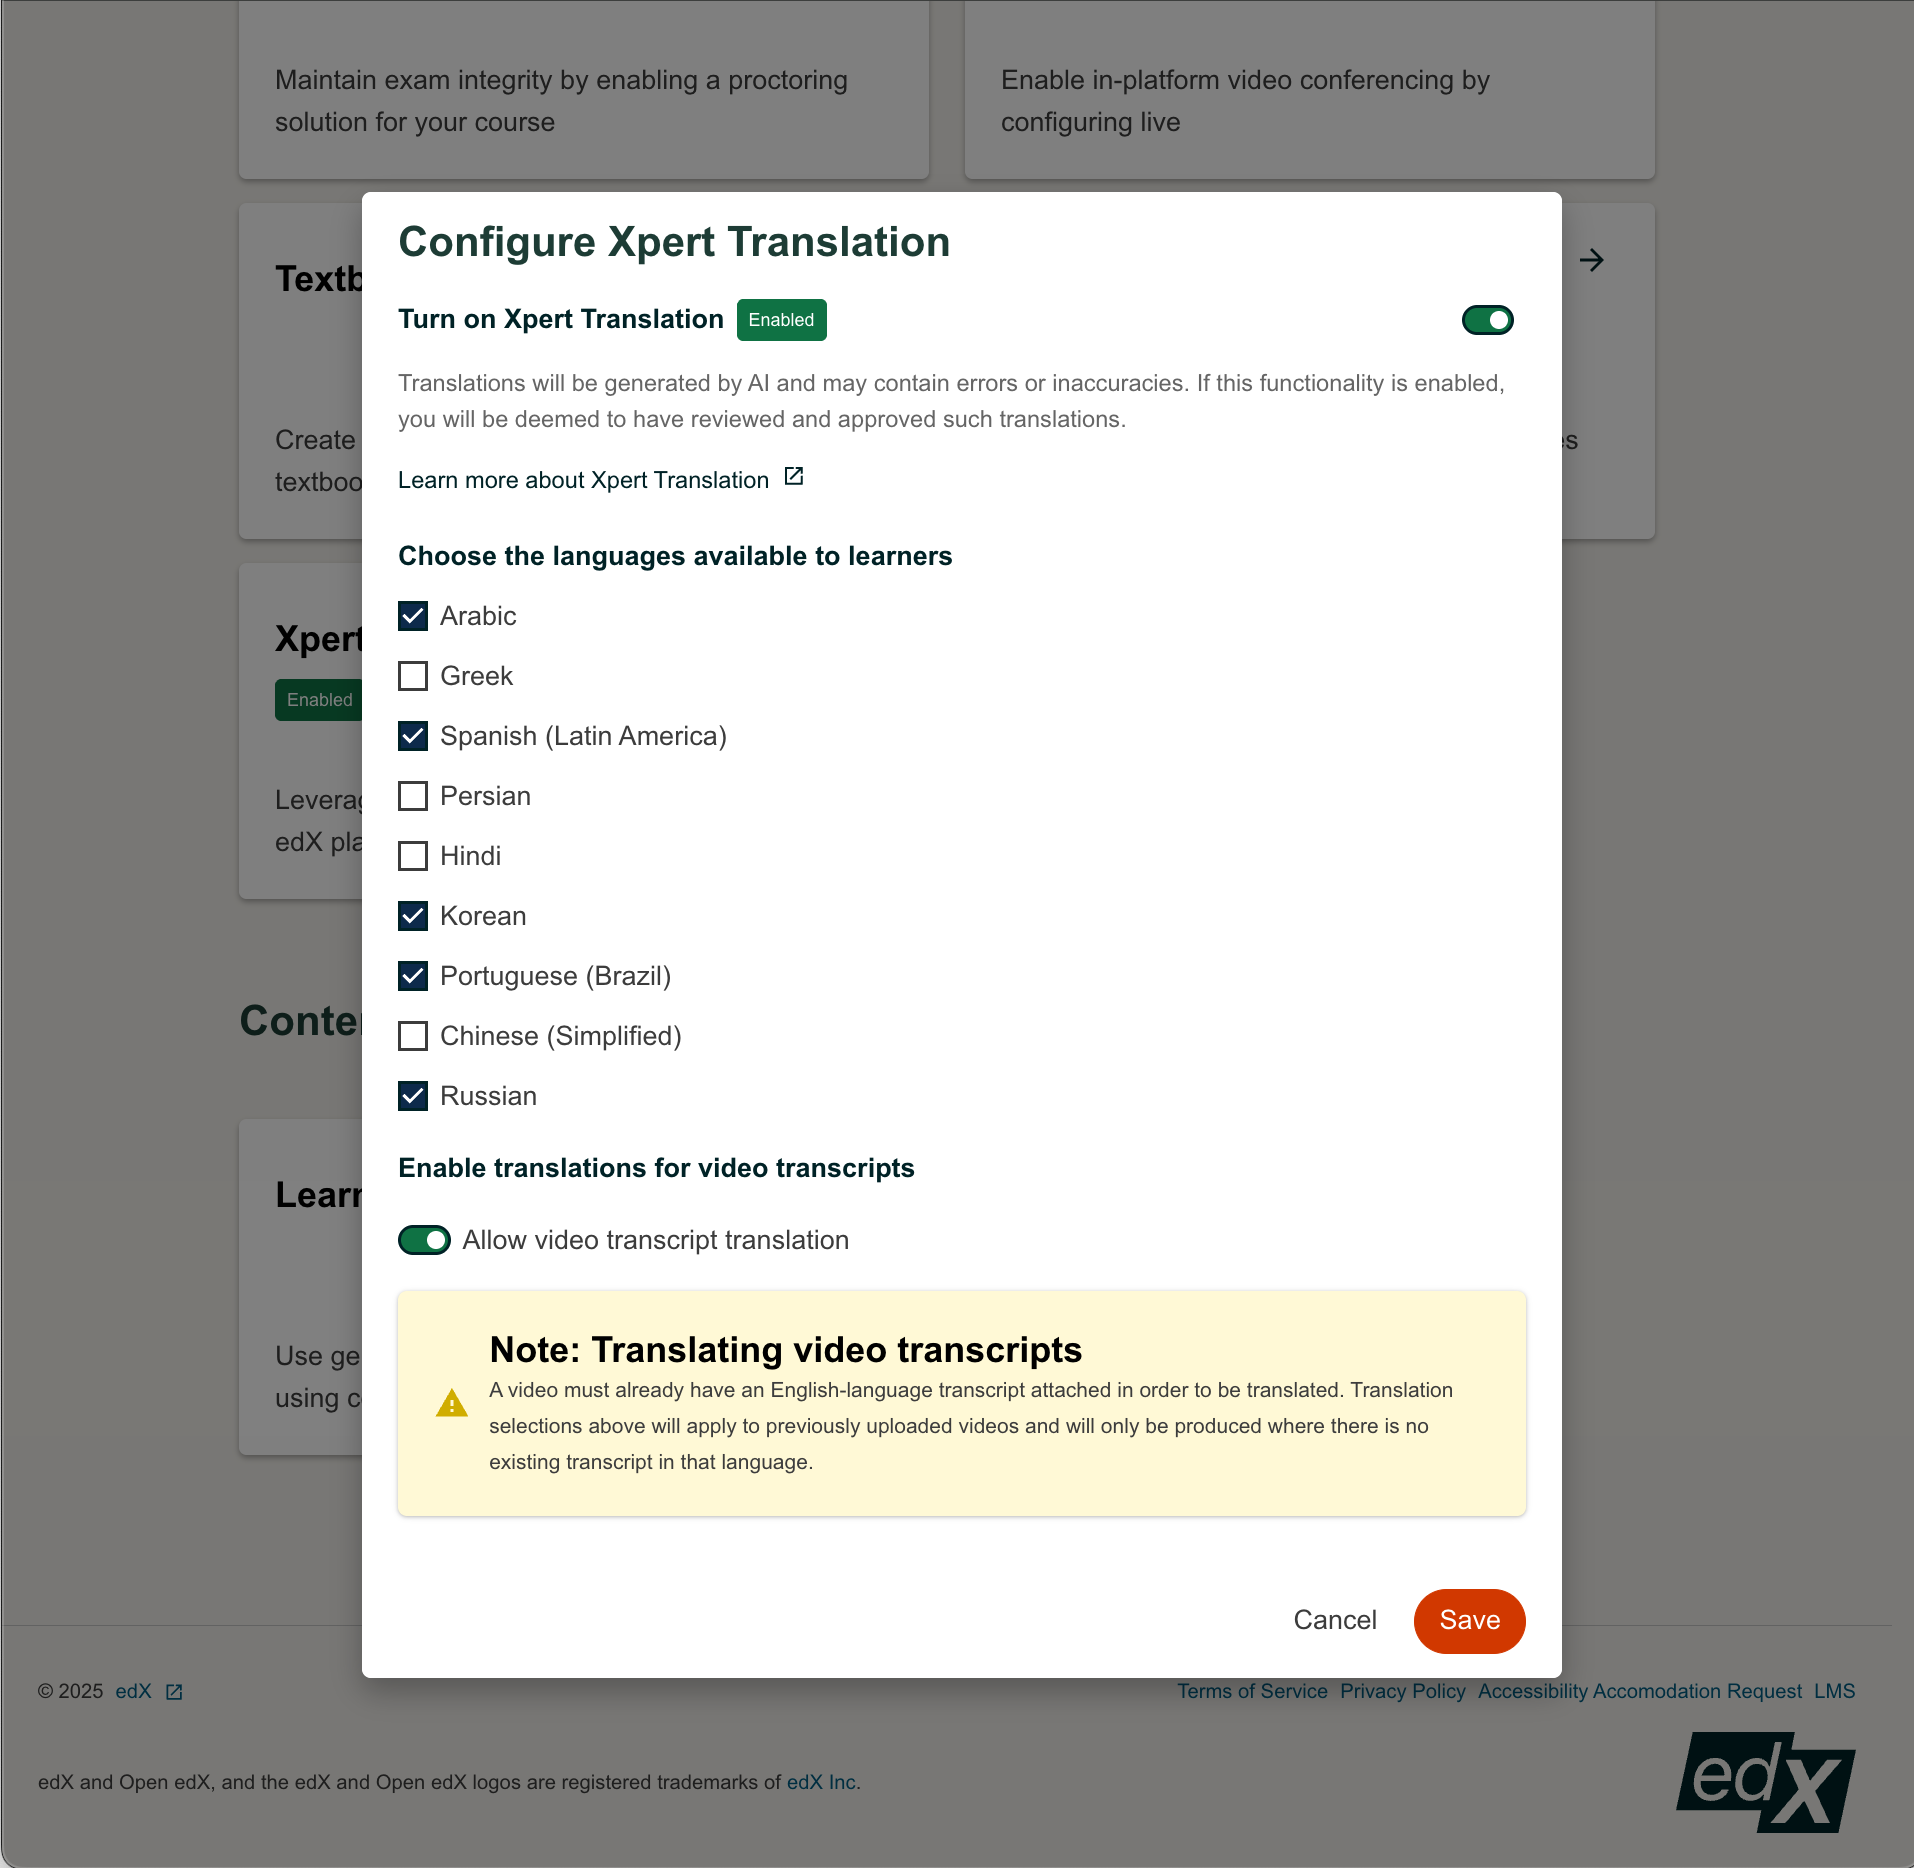 Maintain exam integrity by enabling a proctoring
solution for your course
Enable in-platform video conferencing by
configuring live
Configure Xpert Translation
Turn on Xpert Translation Enabled
Translations will be generated by AI and may contain errors or inaccuracies. If this functionality is enabled,
you will be deemed to have reviewed and approved such translations.
Learn more about Xpert Translation
Choose the languages available to learners
Arabic
Greek
Spanish (Latin America)
Persian
Hindi
Korean
Portuguese (Brazil)
Chinese (Simplified)
Russian
Enable translations for video transcripts
Allow video transcript translation
Note: Translating video transcripts
A video must already have an English-language transcript attached in order to be translated. Translation
selections above will apply to previously uploaded videos and will only be produced where there is no
existing transcript in that language.
Cancel Save
Create
Xpert
Enabled
edX
Use
using
© 2025 edX
Terms of Service Privacy Policy Accessibility Accomodation Request LMS
edX and Open edX, and the edX and Open edX logos are registered trademarks of edX Inc.
edX